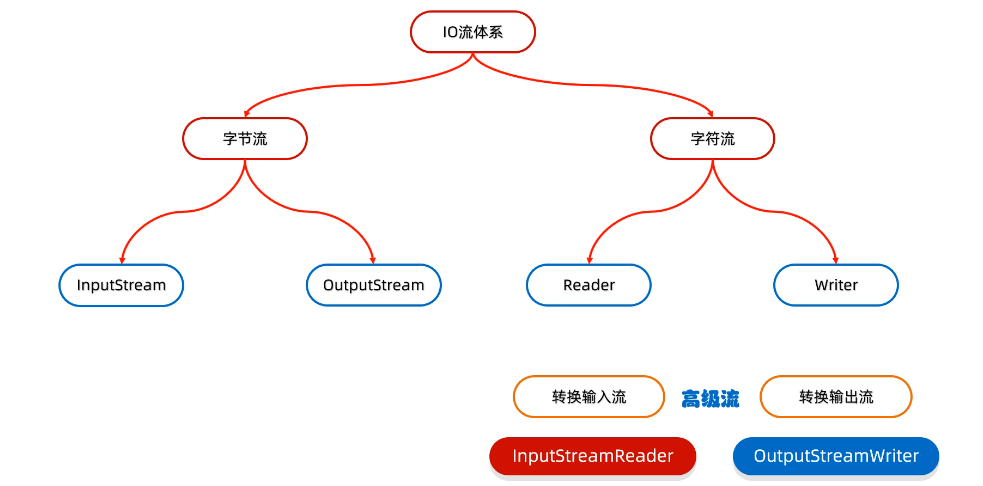 IO流体系
字节流
字符流
InputStream
OutputStream
Reader
Writer
转换输入流
高级流
转换输出流
InputStreamReader
OutputStreamWriter